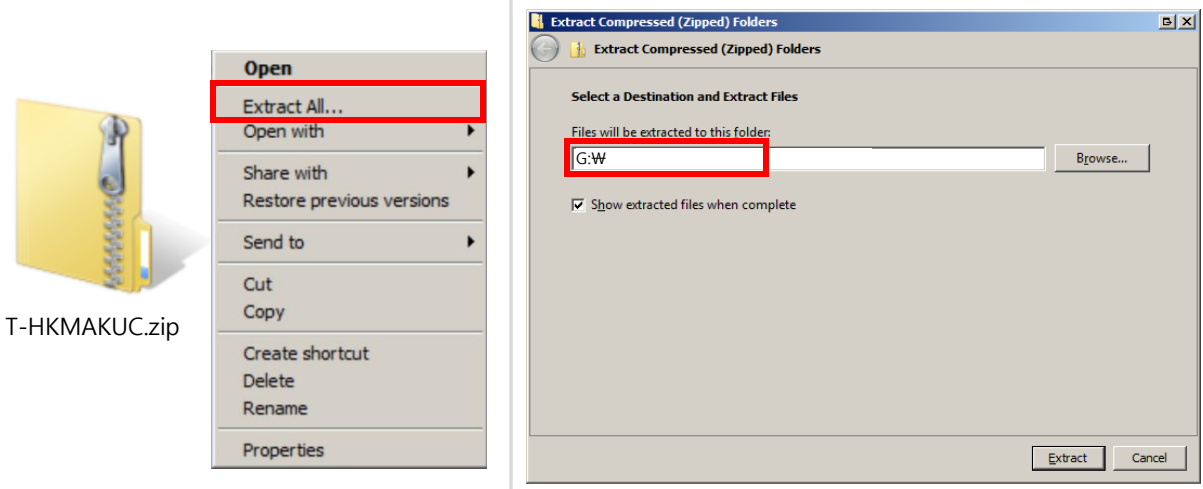 T-HKMAKUC.zip
Open
Extract All...
Open with
Share with
Restore previous versions
Send to
Cut
Copy
Create shortcut
Delete
Rename
Properties
Extract Compressed (Zipped) Folders
Extract Compressed (Zipped) Folders
Select a Destination and Extract Files
Files will be extracted to this folder:
G:₩
Browse...
Show extracted files when complete
Extract
Cancel